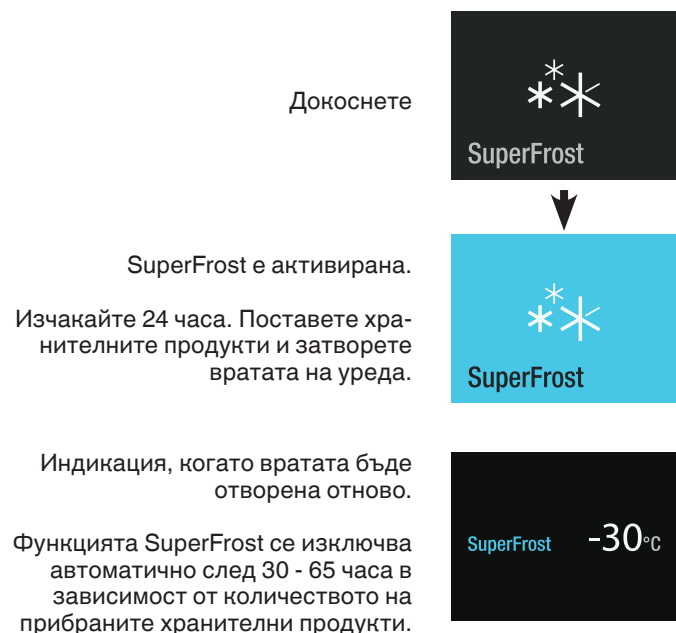 Докоснете
SuperFrost
SuperFrost е активирана.
Изчакайте 24 часа. Поставете хра-
нителните продукти и затворете
вратата на уреда.
SuperFrost
Индикация, когато вратата бъде
отворена отново.
SuperFrost -30°C
Функцията SuperFrost се изключва
автоматично след 30 - 65 часа в
зависимост от количеството на
прибраните хранителни продукти.